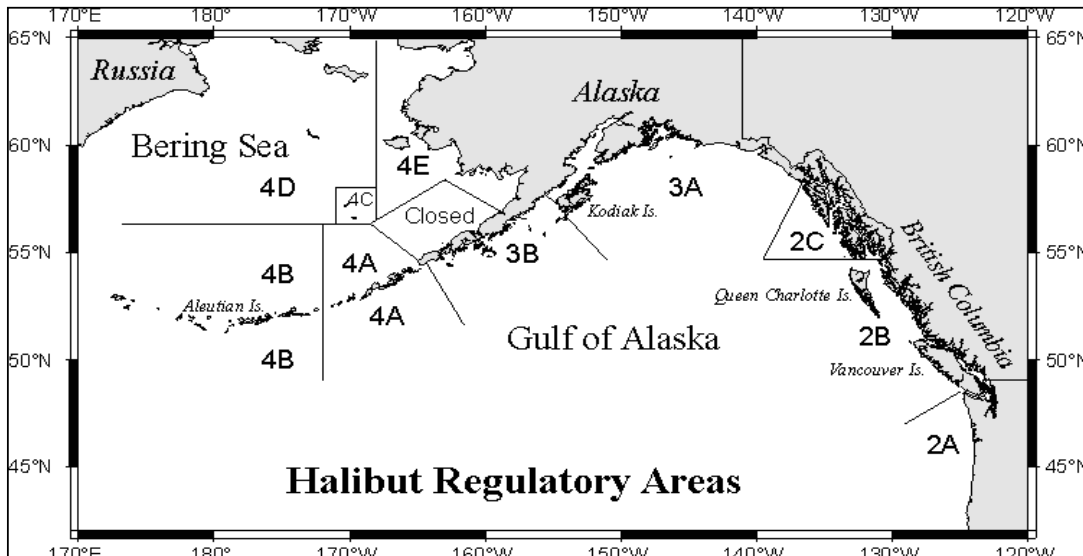 170°E 180° 170°W 160°W 150°W 140°W 130°W 120°W
65°N 65°N
Russia
Alaska
60°N 60°N
Bering Sea
4E
4D
4C
3A
Closed
Kodiak Is.
2C
3B
55°N 55°N
4B
4A
British Columbia
Queen Charlotte Is.
Aleutian Is.
4A
Gulf of Alaska
2B
50°N 50°N
4B
Vancouver Is.
2A
45°N 45°N
Halibut Regulatory Areas
170°E 180° 170°W 160°W 150°W 140°W 130°W 120°W